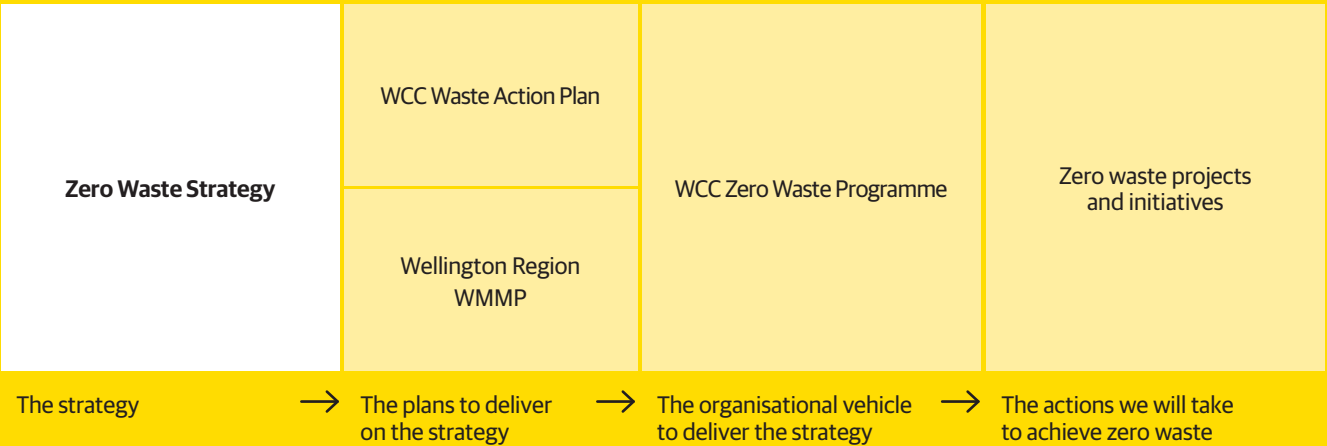 Zero Waste Strategy
WCC Waste Action Plan
Wellington Region
WMMP
WCC Zero Waste Programme
Zero waste projects
and initiatives
The strategy
→ The plans to deliver
on the strategy
→ The organisational vehicle
to deliver the strategy
→ The actions we will take
to achieve zero waste